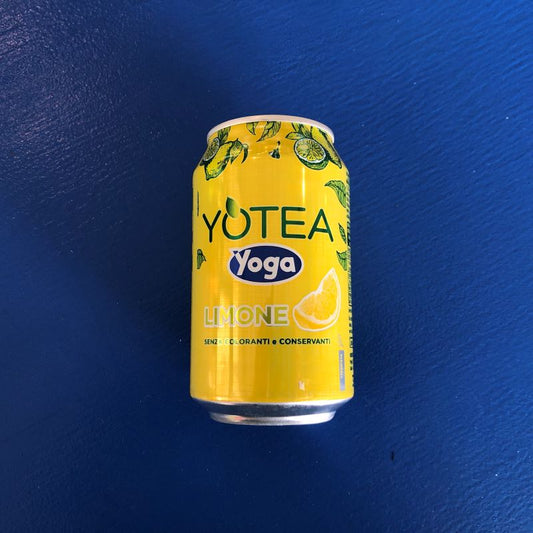 YOTEA
Yoga
LIMONE
SENZA COLORANTI e CONSERVANTI